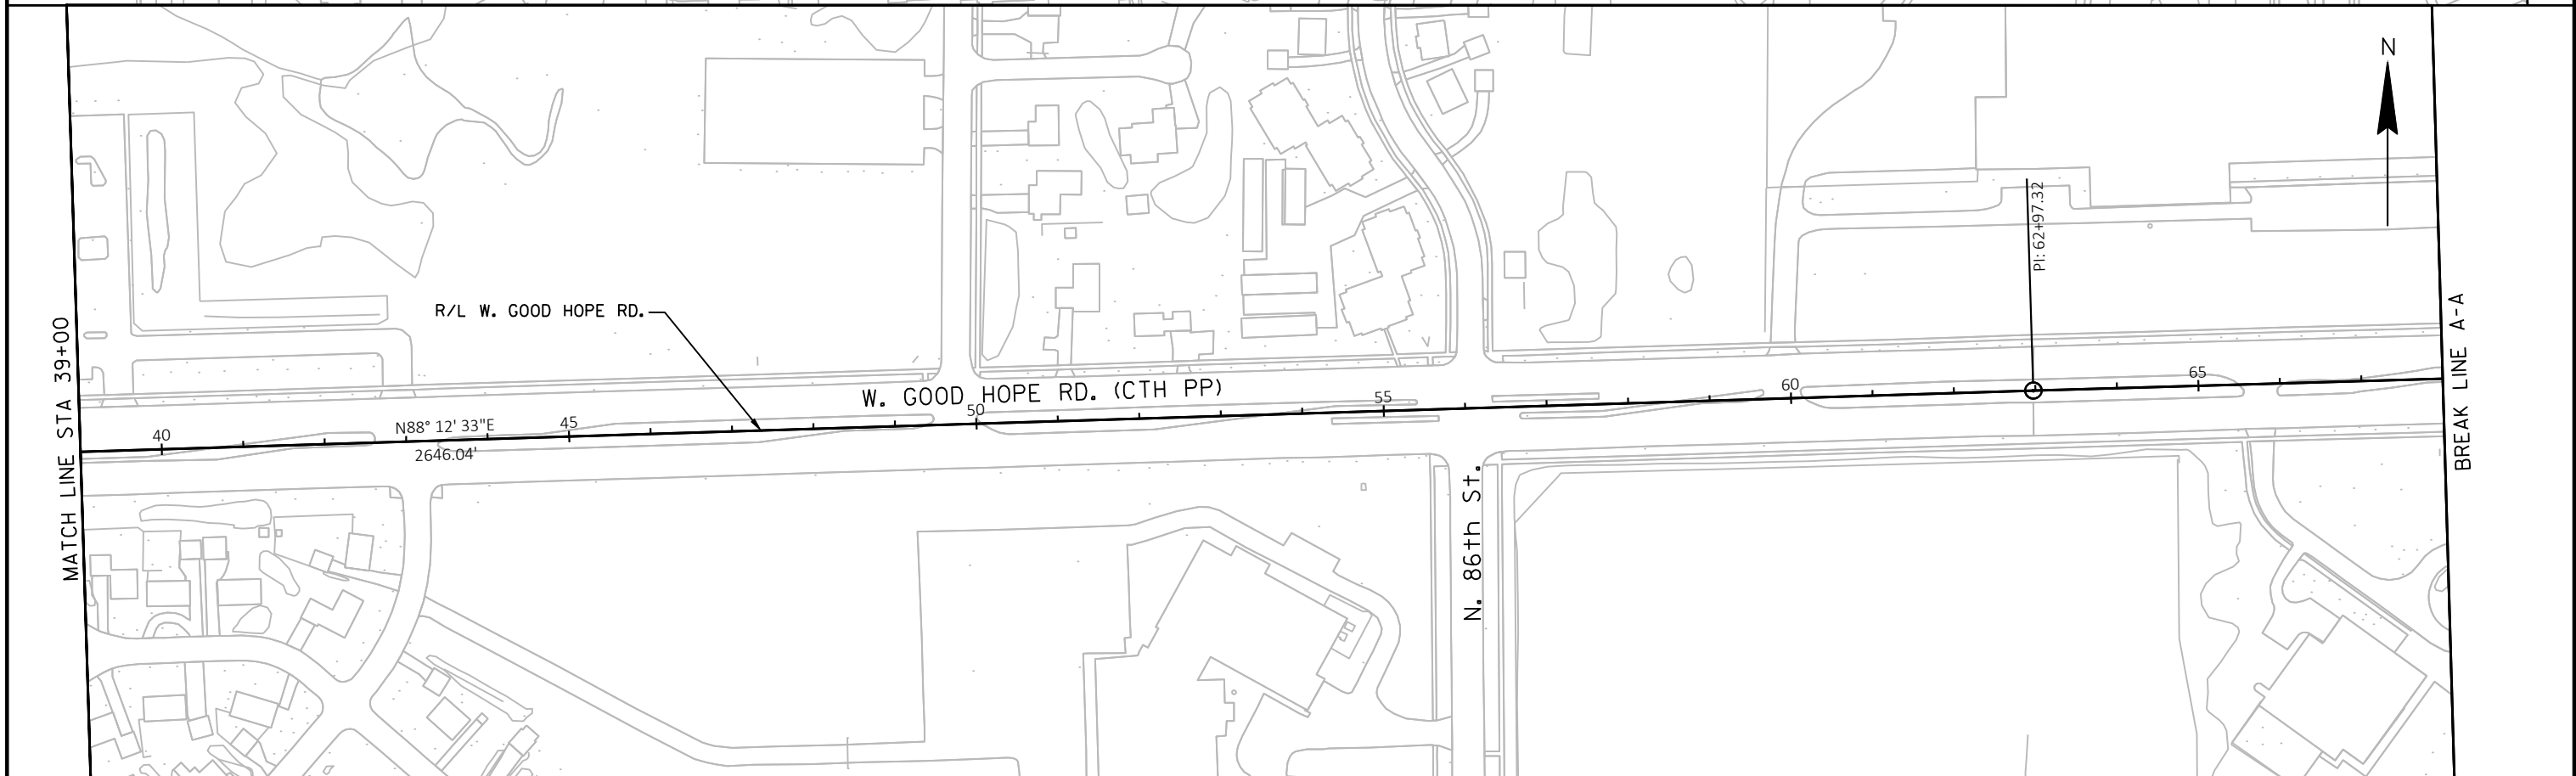 N
PI: 62+97.32
R/L W. GOOD HOPE RD.
MATCH LINE STA 39+00
BREAK LINE A-A
W. GOOD HOPE RD. (CTH PP)
40
N88° 12' 33"E
2646.04'
45
50
55
60
65
N. 86th St.